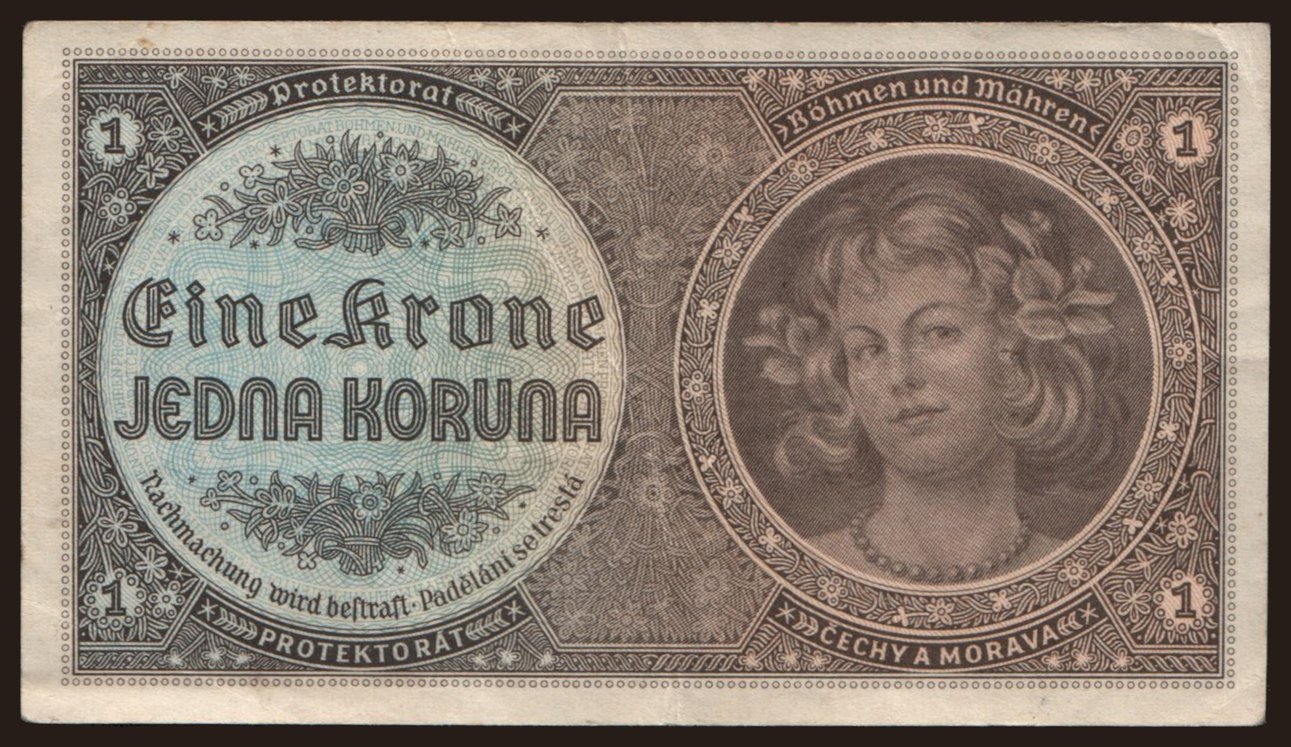 Protektorat
Böhmen und Mähren
1
1
Eine Krone
JEDNA KORUNA
Nachmachung wird bestraft · Padělání se trestá
1
1
PROTEKTORÁT
ČECHY A MORAVA